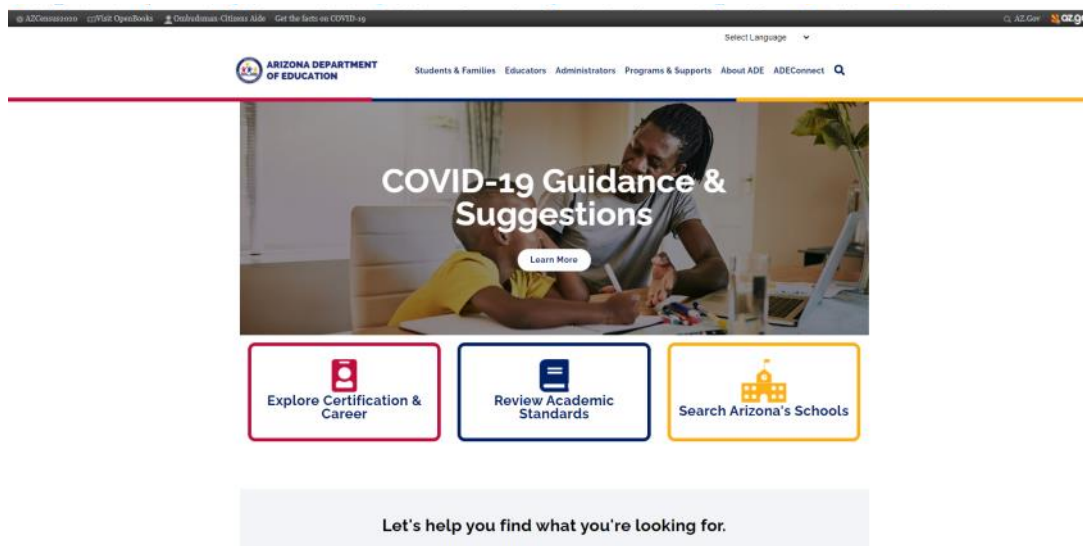 AZCensus2020 Visit OpenBooks Ombudsman-Citizens Aide Get the facts on COVID-19 AZ.Gov
Select Language
ARIZONA DEPARTMENT
OF EDUCATION
Students & Families Educators Administrators Programs & Supports About ADE ADEConnect
COVID-19 Guidance &
Suggestions
Learn More
Explore Certification &
Career
Review Academic
Standards
Search Arizona's Schools
Let's help you find what you're looking for.